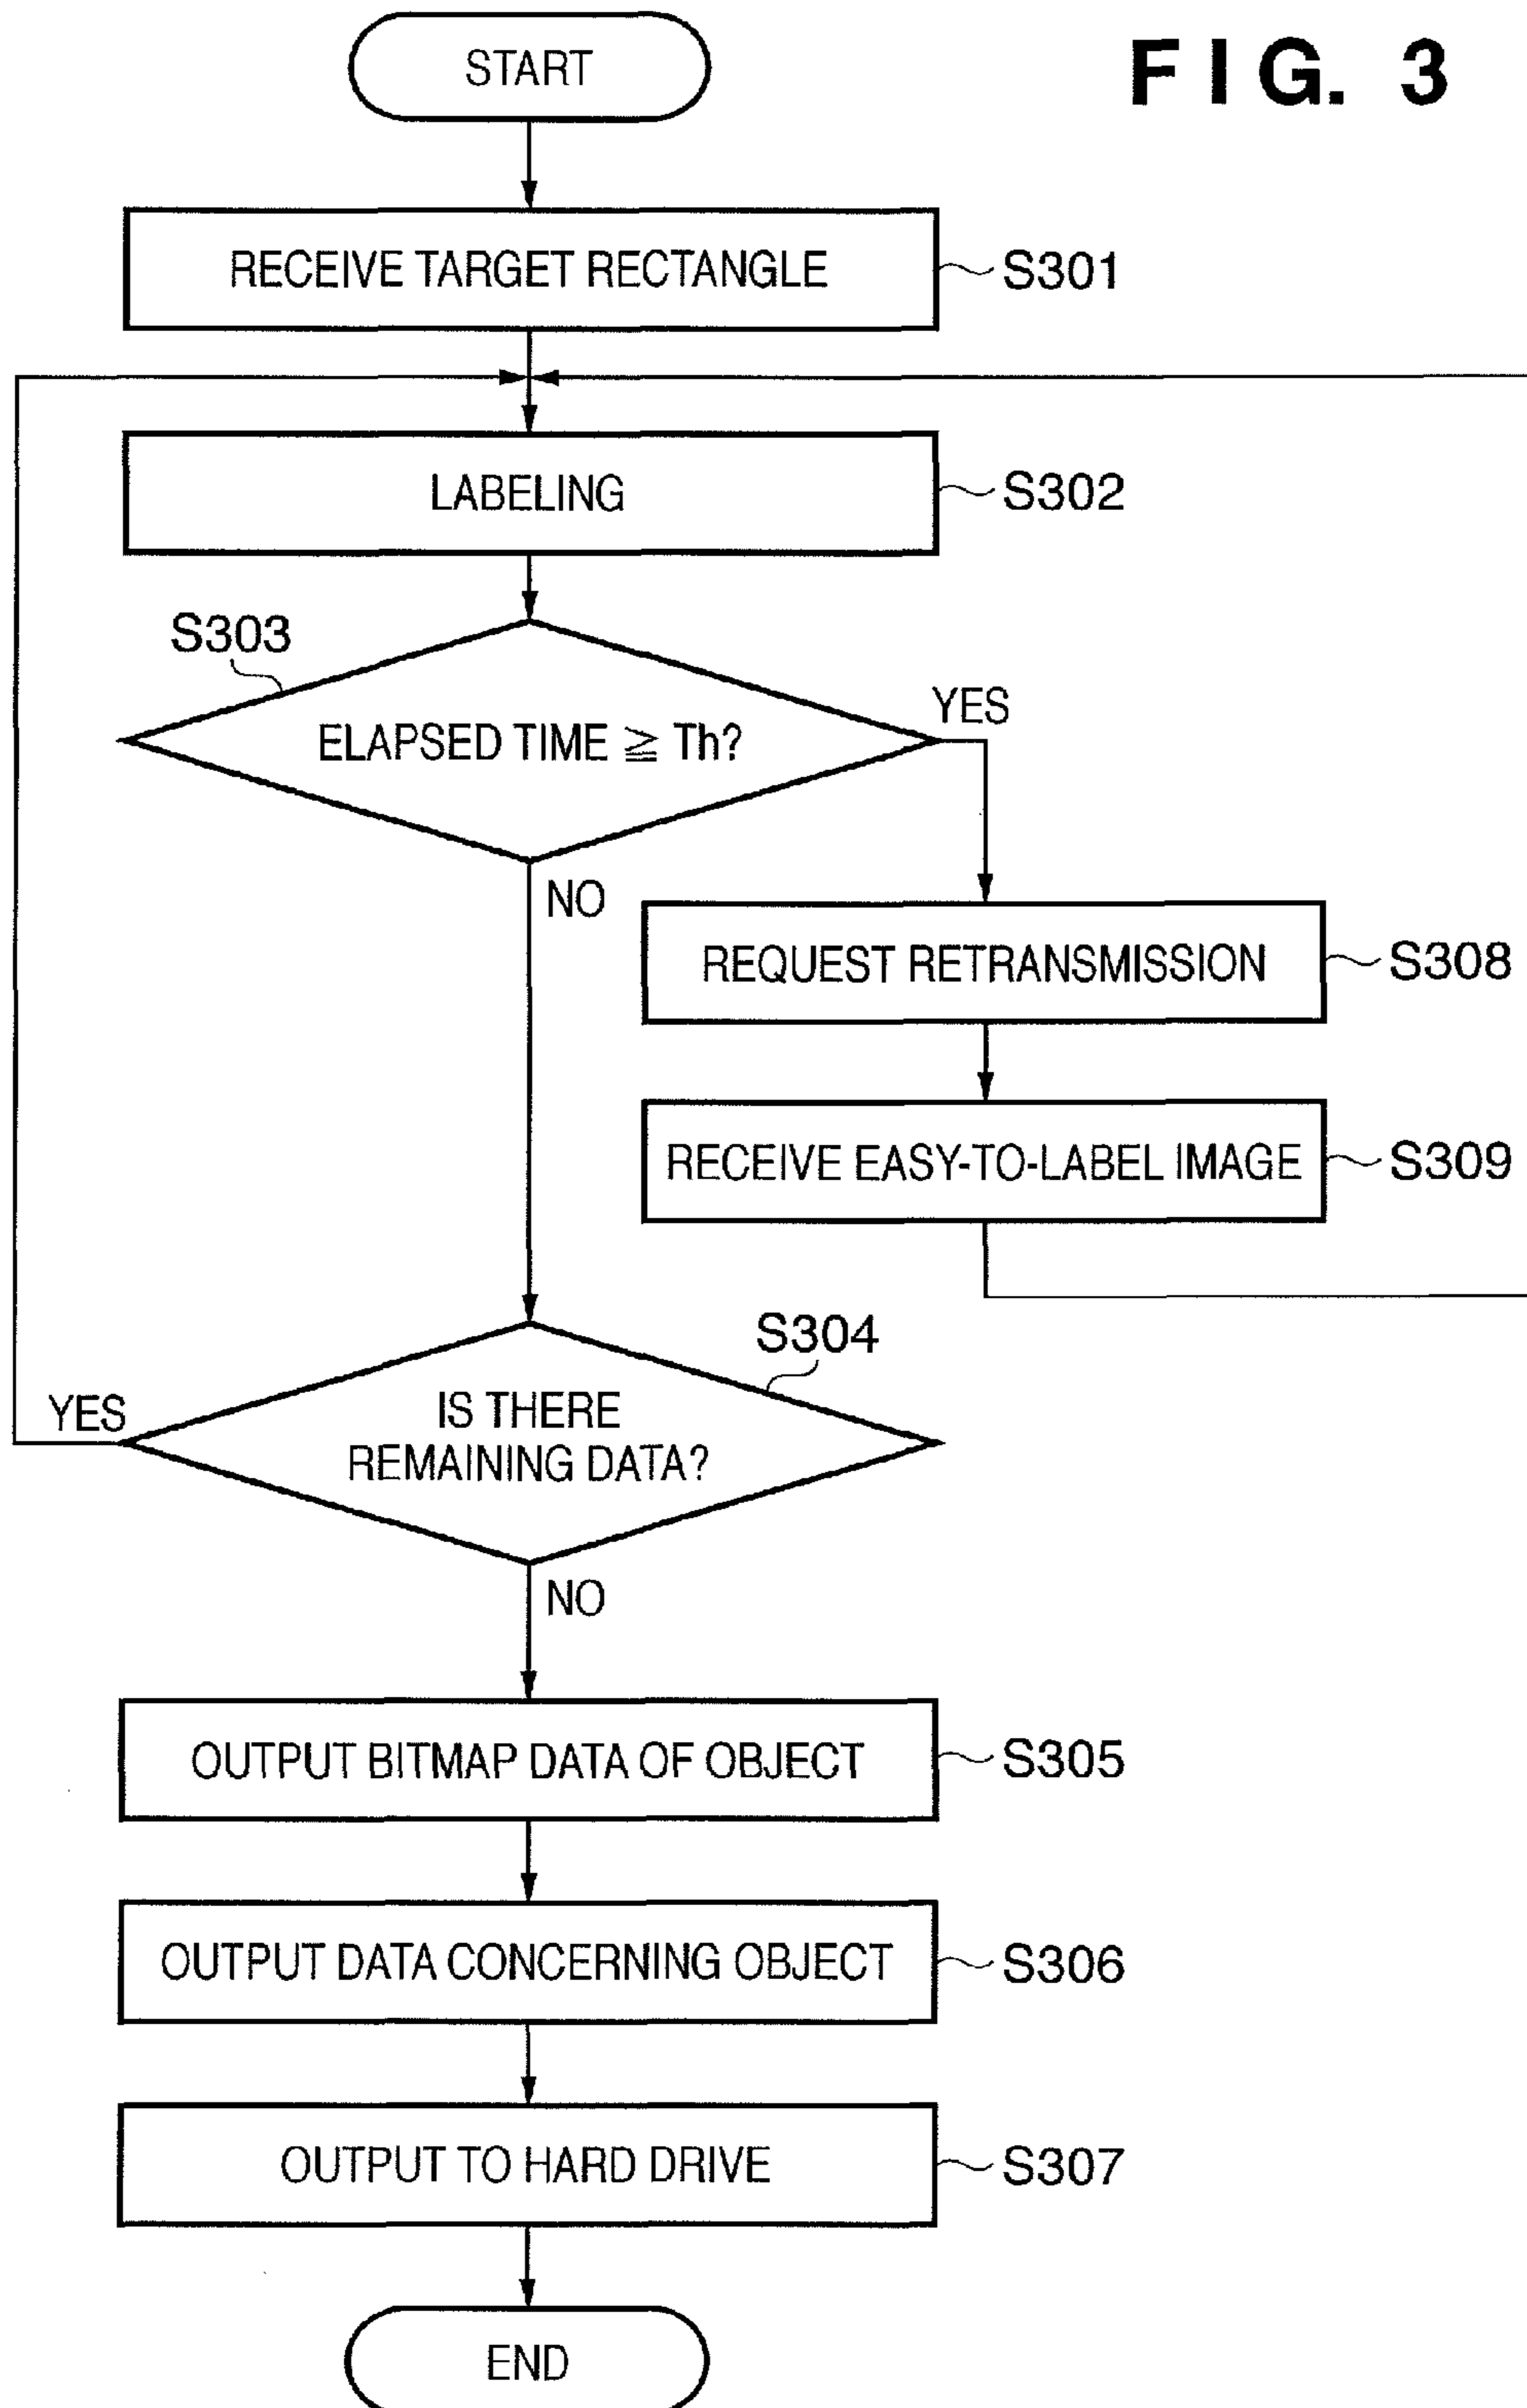 FIG. 3
START
RECEIVE TARGET RECTANGLE
S301
LABELING
S302
S303
ELAPSED TIME ≧ Th?
YES
NO
REQUEST RETRANSMISSION
S308
RECEIVE EASY-TO-LABEL IMAGE
S309
S304
IS THERE
REMAINING DATA?
YES
NO
OUTPUT BITMAP DATA OF OBJECT
S305
OUTPUT DATA CONCERNING OBJECT
S306
OUTPUT TO HARD DRIVE
S307
END